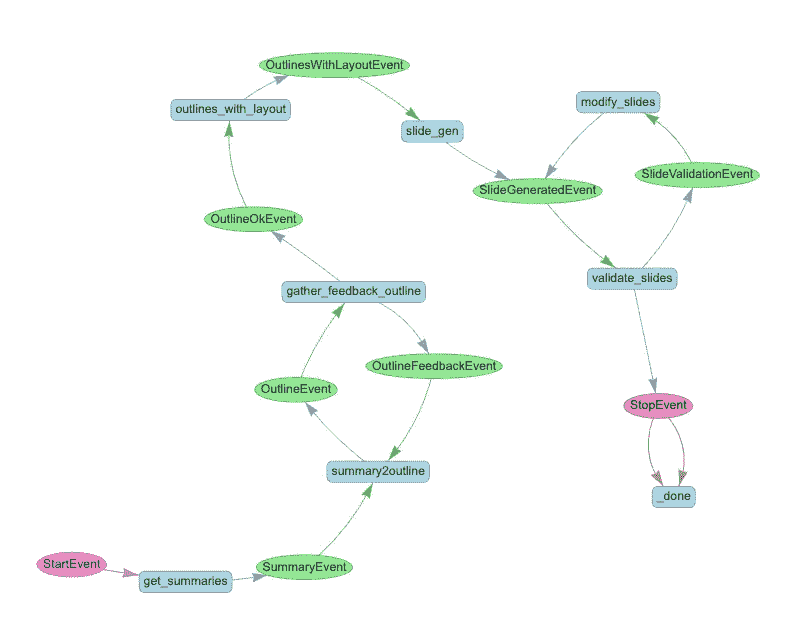 OutlinesWithLayoutEvent
outlines_with_layout
modify_slides
slide_gen
SlideValidationEvent
SlideGeneratedEvent
OutlineOkEvent
validate_slides
gather_feedback_outline
OutlineFeedbackEvent
OutlineEvent
StopEvent
summary2outline
_done
StartEvent
SummaryEvent
get_summaries